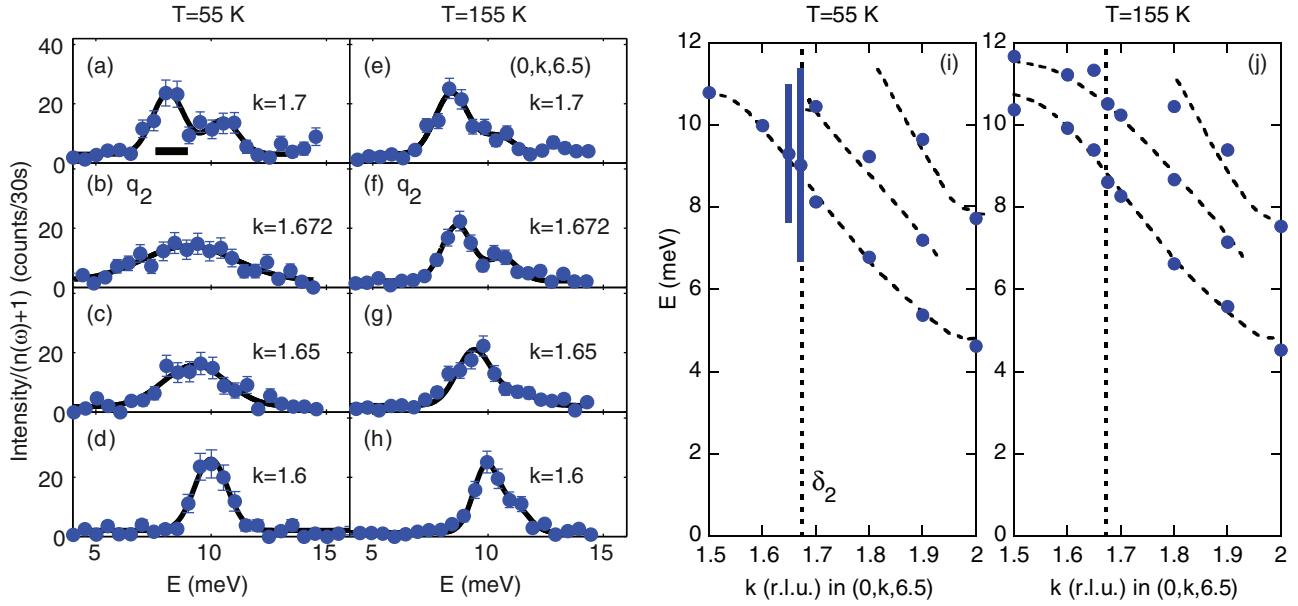 T=55 K
T=155 K
T=55 K
T=155 K
Intensity/(n(ω)+1) (counts/30s)
40
20
0
20
0
20
0
20
0
(a)
k=1.7
(b) q2
k=1.672
(c)
k=1.65
(d)
k=1.6
(e)
(0,k,6.5)
k=1.7
(f) q2
k=1.672
(g)
k=1.65
(h)
k=1.6
5 10 15
5 10 15
E (meV)
E (meV)
E (meV)
12
10
8
6
4
2
0
(i)
δ2
1.5 1.6 1.7 1.8 1.9 2
k (r.l.u.) in (0,k,6.5)
12
10
8
6
4
2
0
(j)
1.5 1.6 1.7 1.8 1.9 2
k (r.l.u.) in (0,k,6.5)